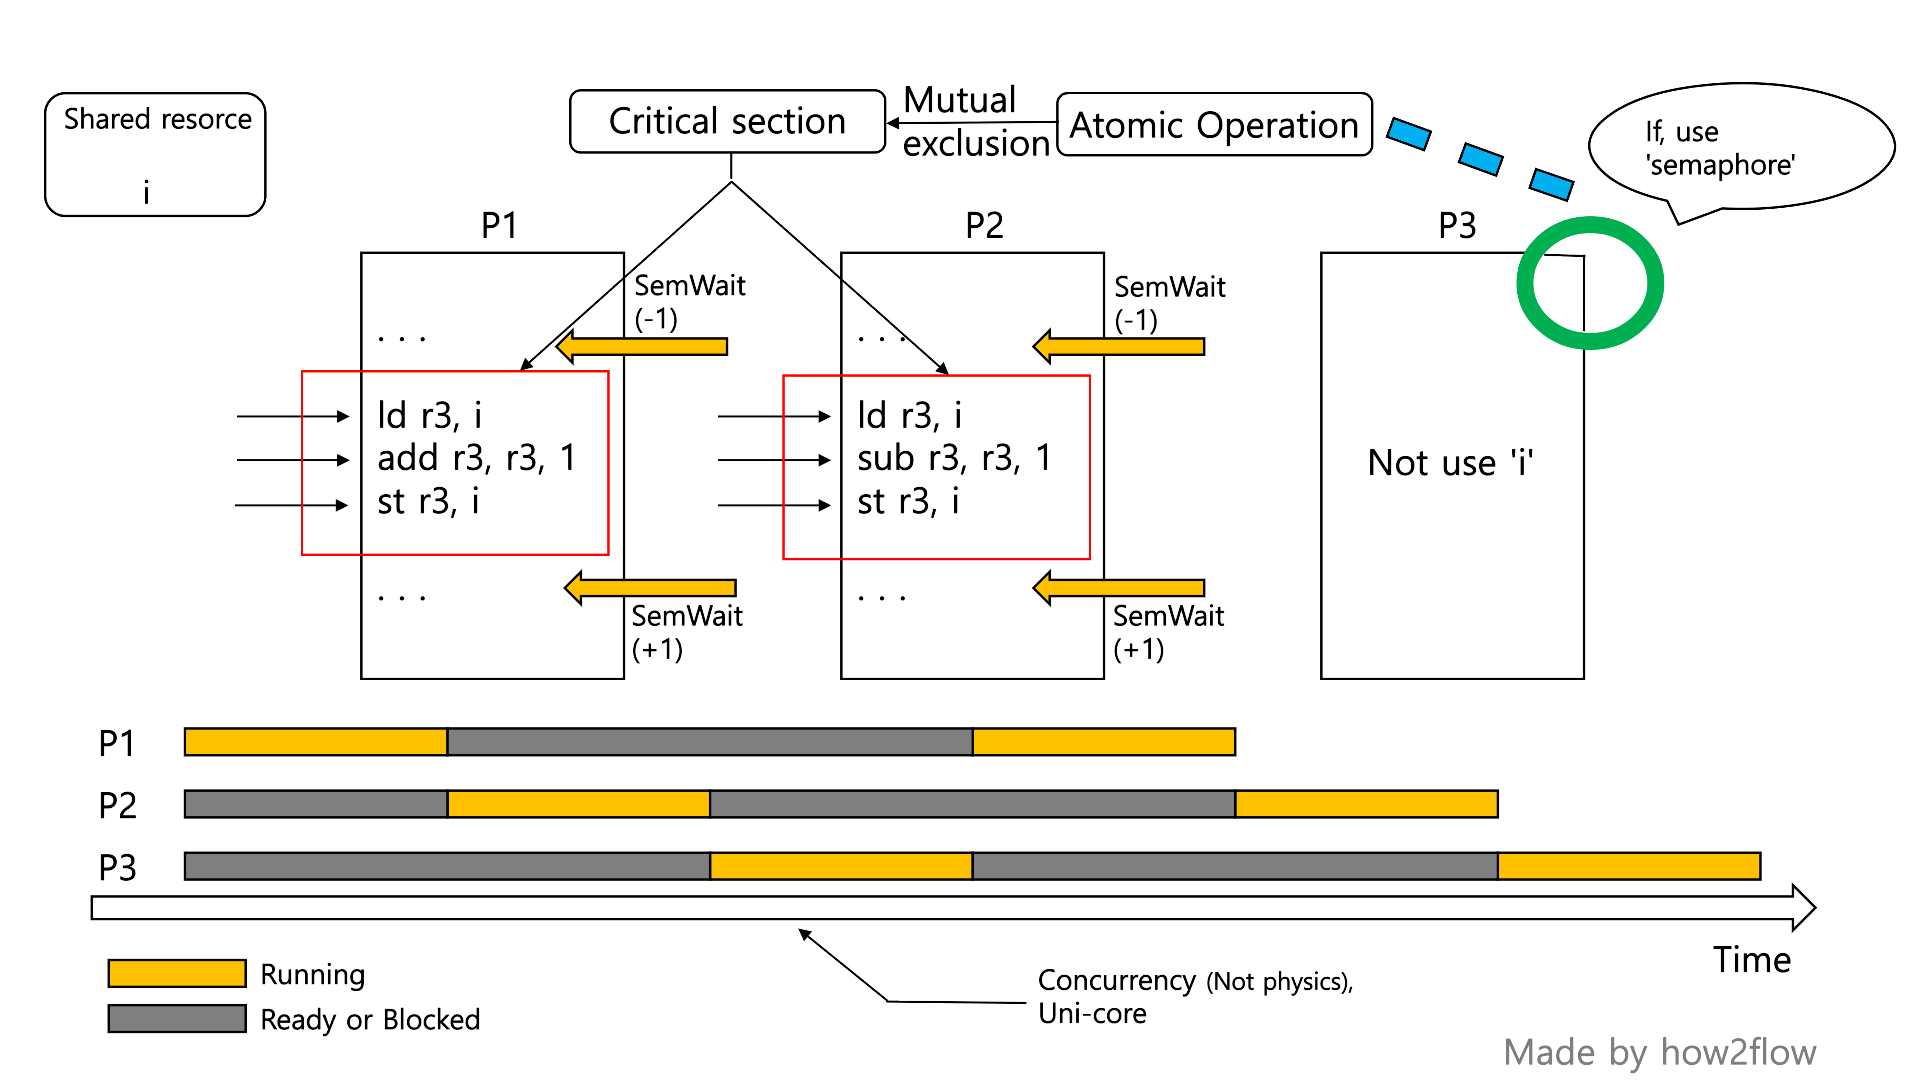 Shared resorce
i
Critical section
Mutual
exclusion
Atomic Operation
If, use
'semaphore'
P1
P2
P3
SemWait
(-1)
SemWait
(-1)
. . .
. . .
ld r3, i
add r3, r3, 1
st r3, i
ld r3, i
sub r3, r3, 1
st r3, i
Not use 'i'
. . .
. . .
SemWait
(+1)
SemWait
(+1)
P1
P2
P3
Time
Running
Ready or Blocked
Concurrency (Not physics),
Uni-core
Made by how2flow